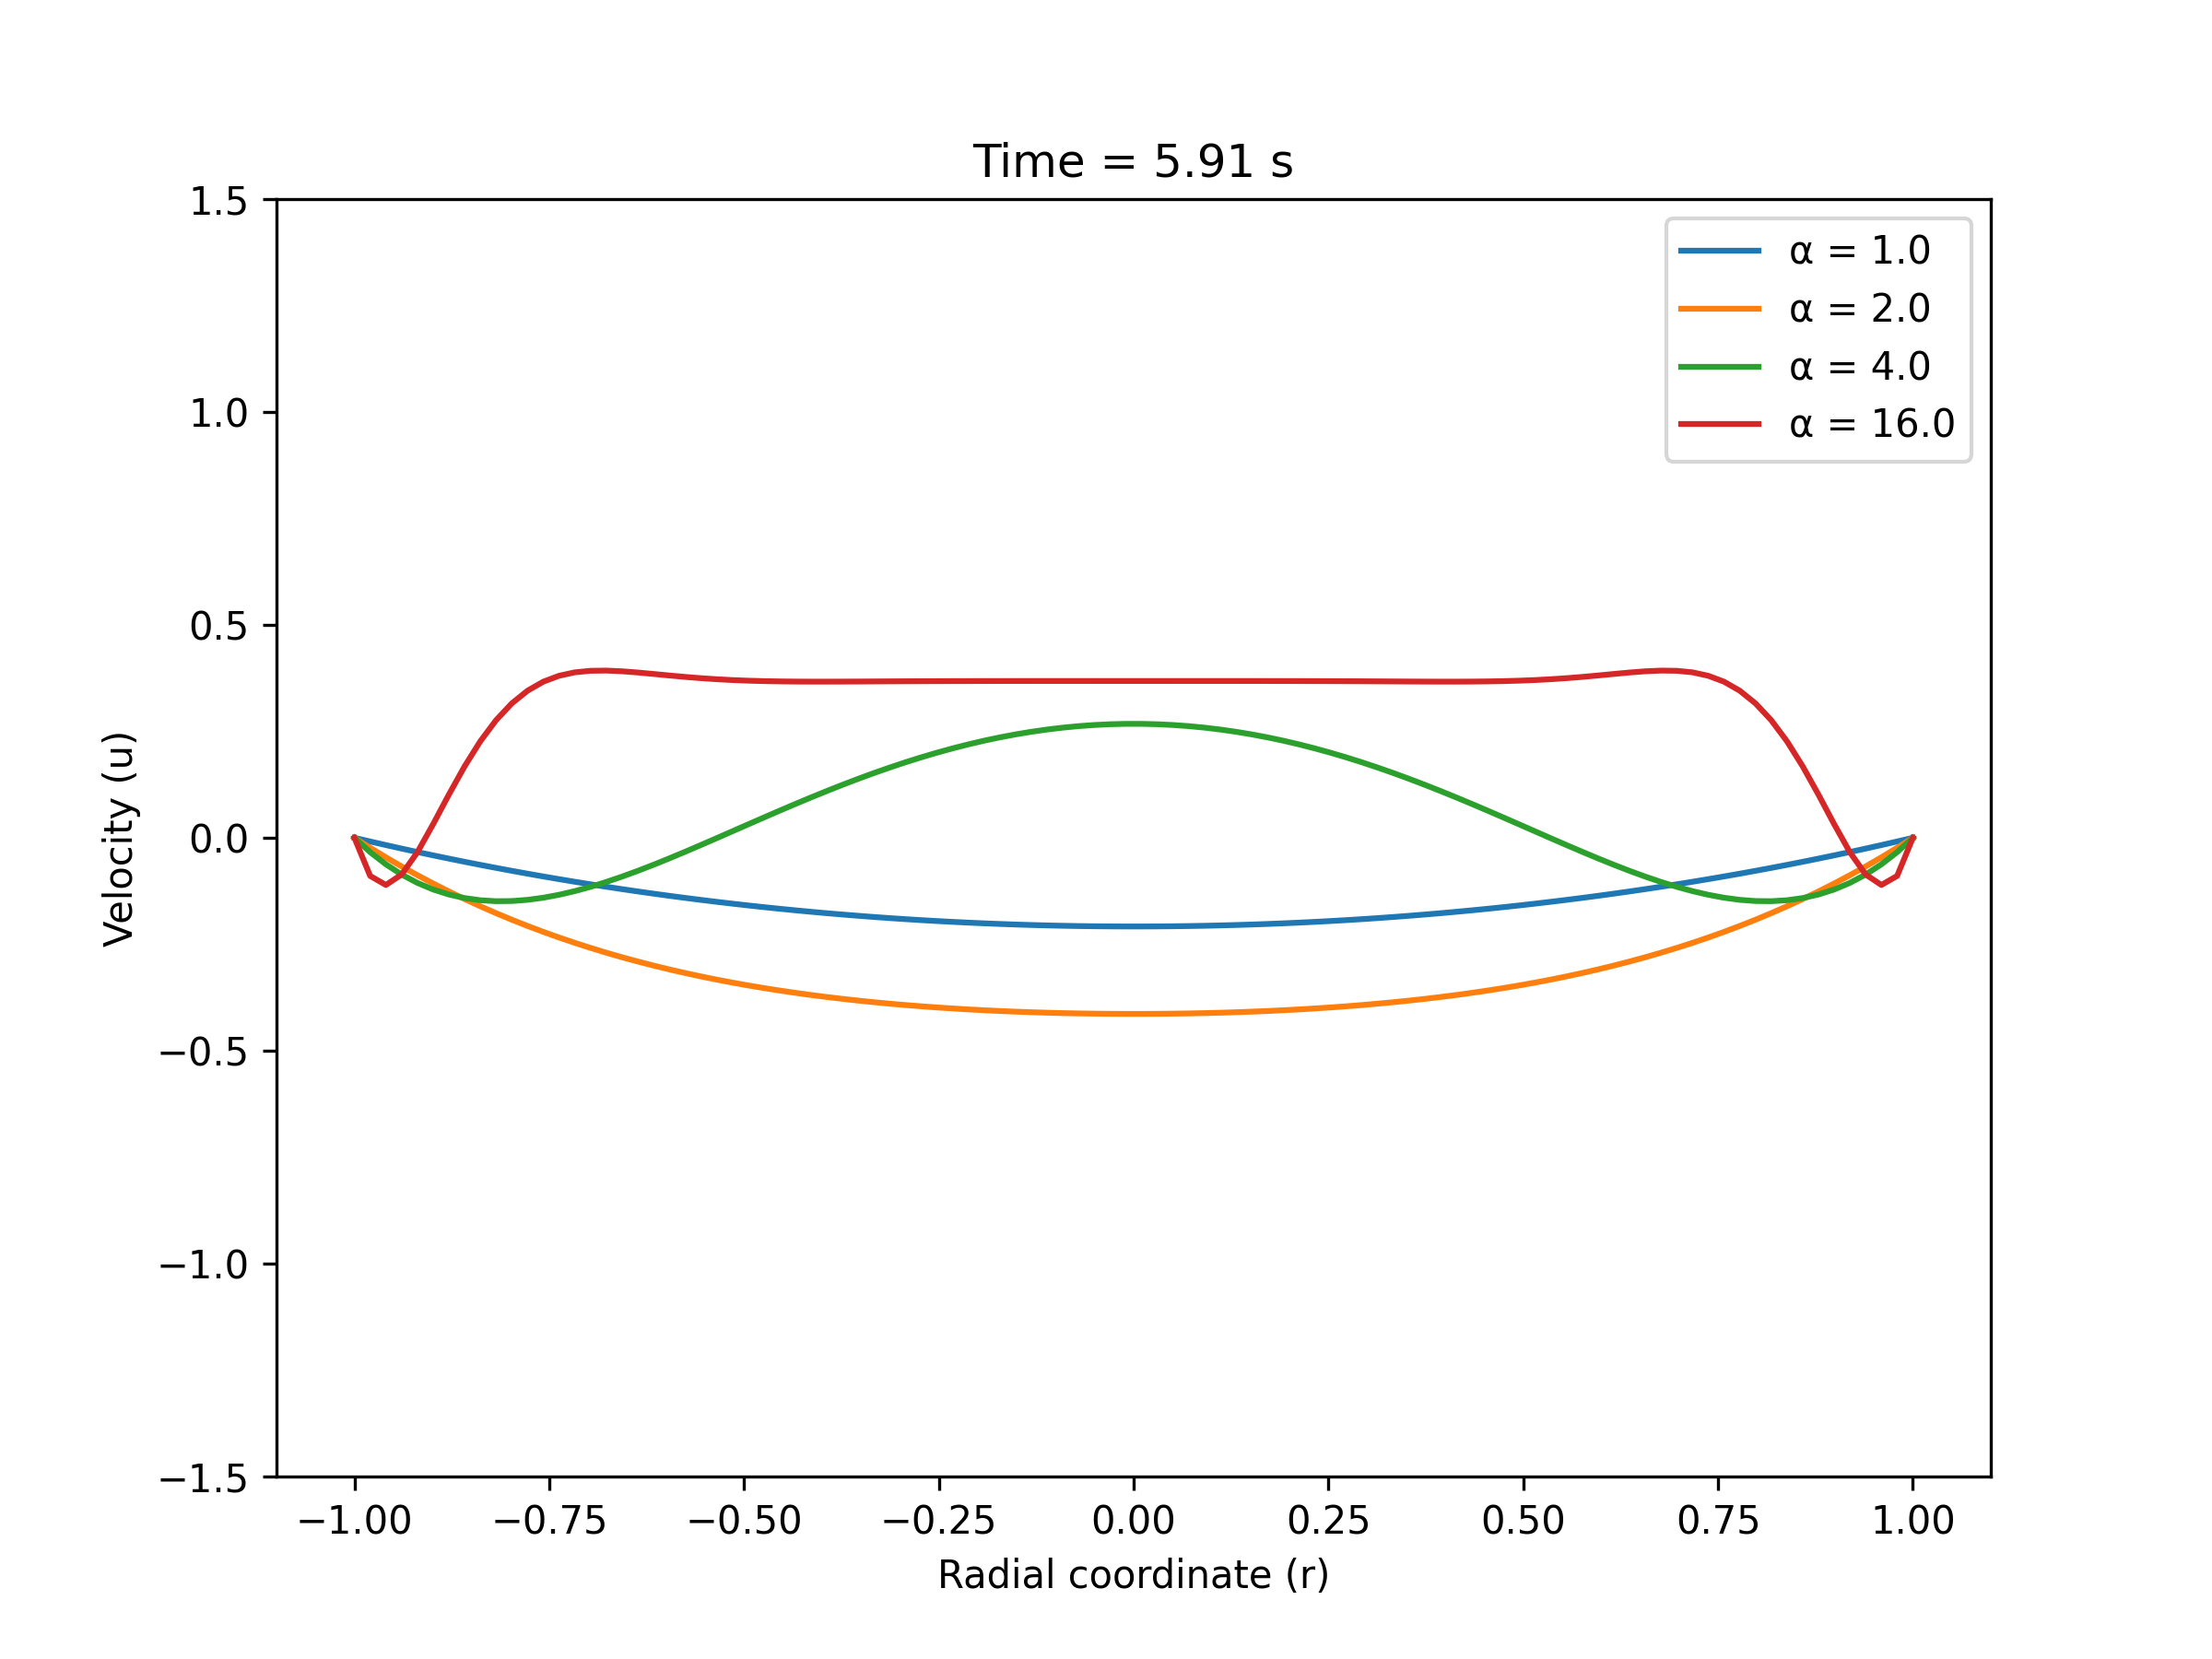 Time = 5.91 s
1.5
1.0
0.5
0.0
−0.5
−1.0
−1.5
Velocity (u)
α = 1.0
α = 2.0
α = 4.0
α = 16.0
−1.00 −0.75 −0.50 −0.25 0.00 0.25 0.50 0.75 1.00
Radial coordinate (r)